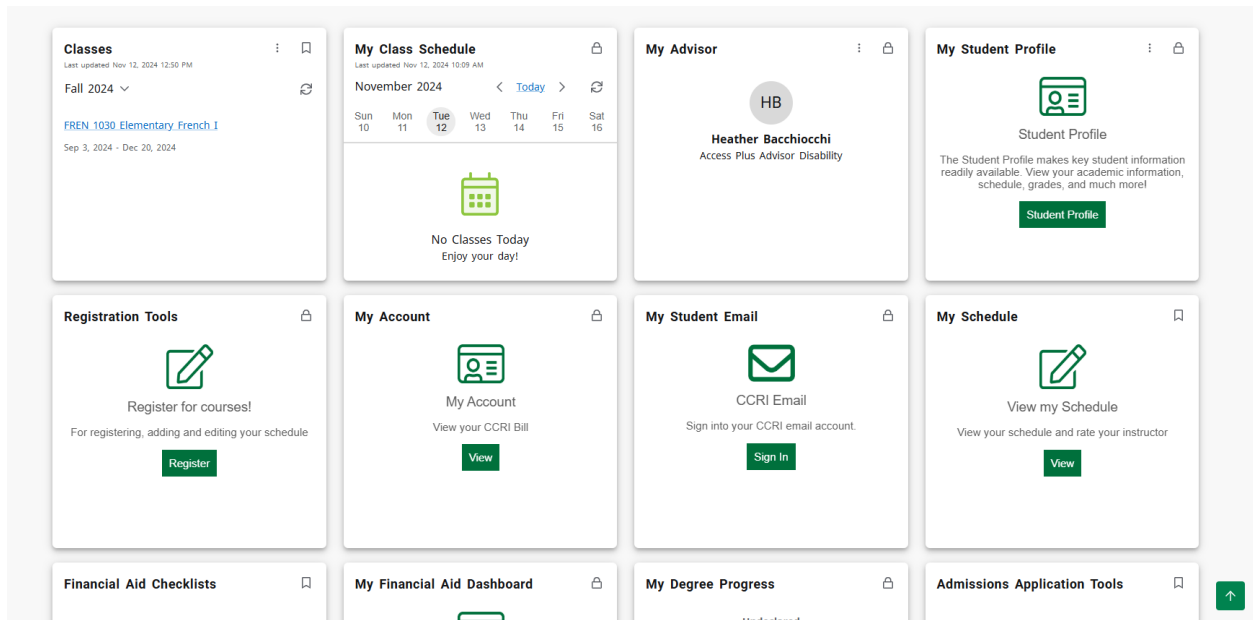 Classes
Last updated Nov 12, 2024 12:50 PM
Fall 2024
FREN 1030 Elementary French I
Sep 3, 2024 - Dec 20, 2024
My Class Schedule
Last updated Nov 12, 2024 10:09 AM
November 2024
Today
Sun Mon Tue Wed Thu Fri Sat
10 11 12 13 14 15 16
No Classes Today
Enjoy your day!
My Advisor
HB
Heather Bacchiocchi
Access Plus Advisor Disability
My Student Profile
Student Profile
The Student Profile makes key student information
readily available. View your academic information,
schedule, grades, and much more!
Student Profile
Registration Tools
Register for courses!
For registering, adding and editing your schedule
Register
My Account
My Account
View your CCRI Bill
View
My Student Email
CCRI Email
Sign into your CCRI email account.
Sign In
My Schedule
View my Schedule
View your schedule and rate your instructor
View
Financial Aid Checklists
My Financial Aid Dashboard
My Degree Progress
Admissions Application Tools